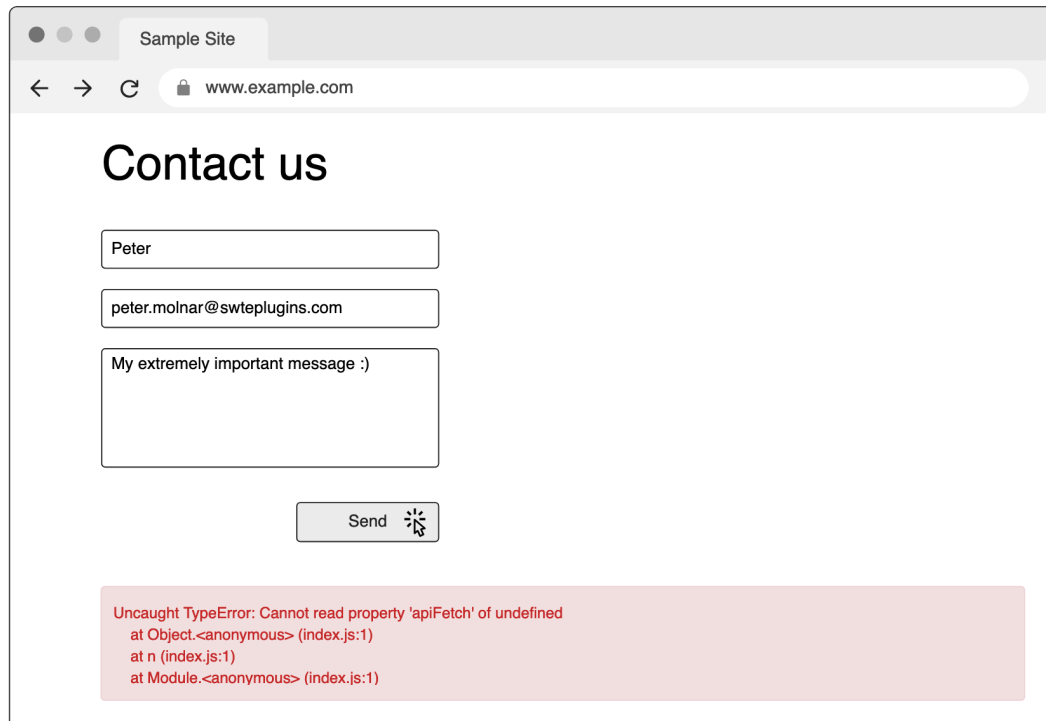 Sample Site
www.example.com
Contact us
Peter
peter.molnar@swteplugins.com
My extremely important message :)
Send
Uncaught TypeError: Cannot read property 'apiFetch' of undefined
at Object.<anonymous> (index.js:1)
at n (index.js:1)
at Module.<anonymous> (index.js:1)